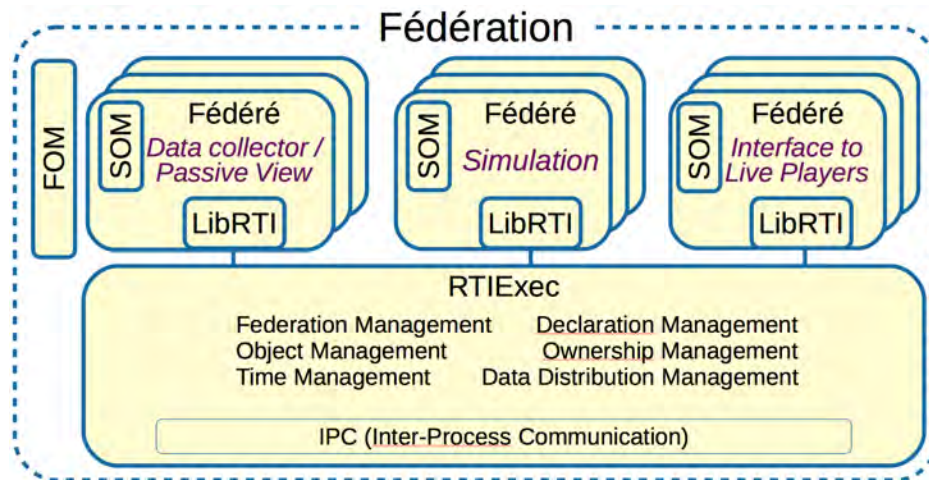 Fédération
FOM
SOM
Fédéré
Data collector /
Passive View
LibRTI
SOM
Fédéré
Simulation
LibRTI
SOM
Fédéré
Interface to
Live Players
LibRTI
RTIExec
Federation Management
Declaration Management
Object Management
Ownership Management
Time Management
Data Distribution Management
IPC (Inter-Process Communication)